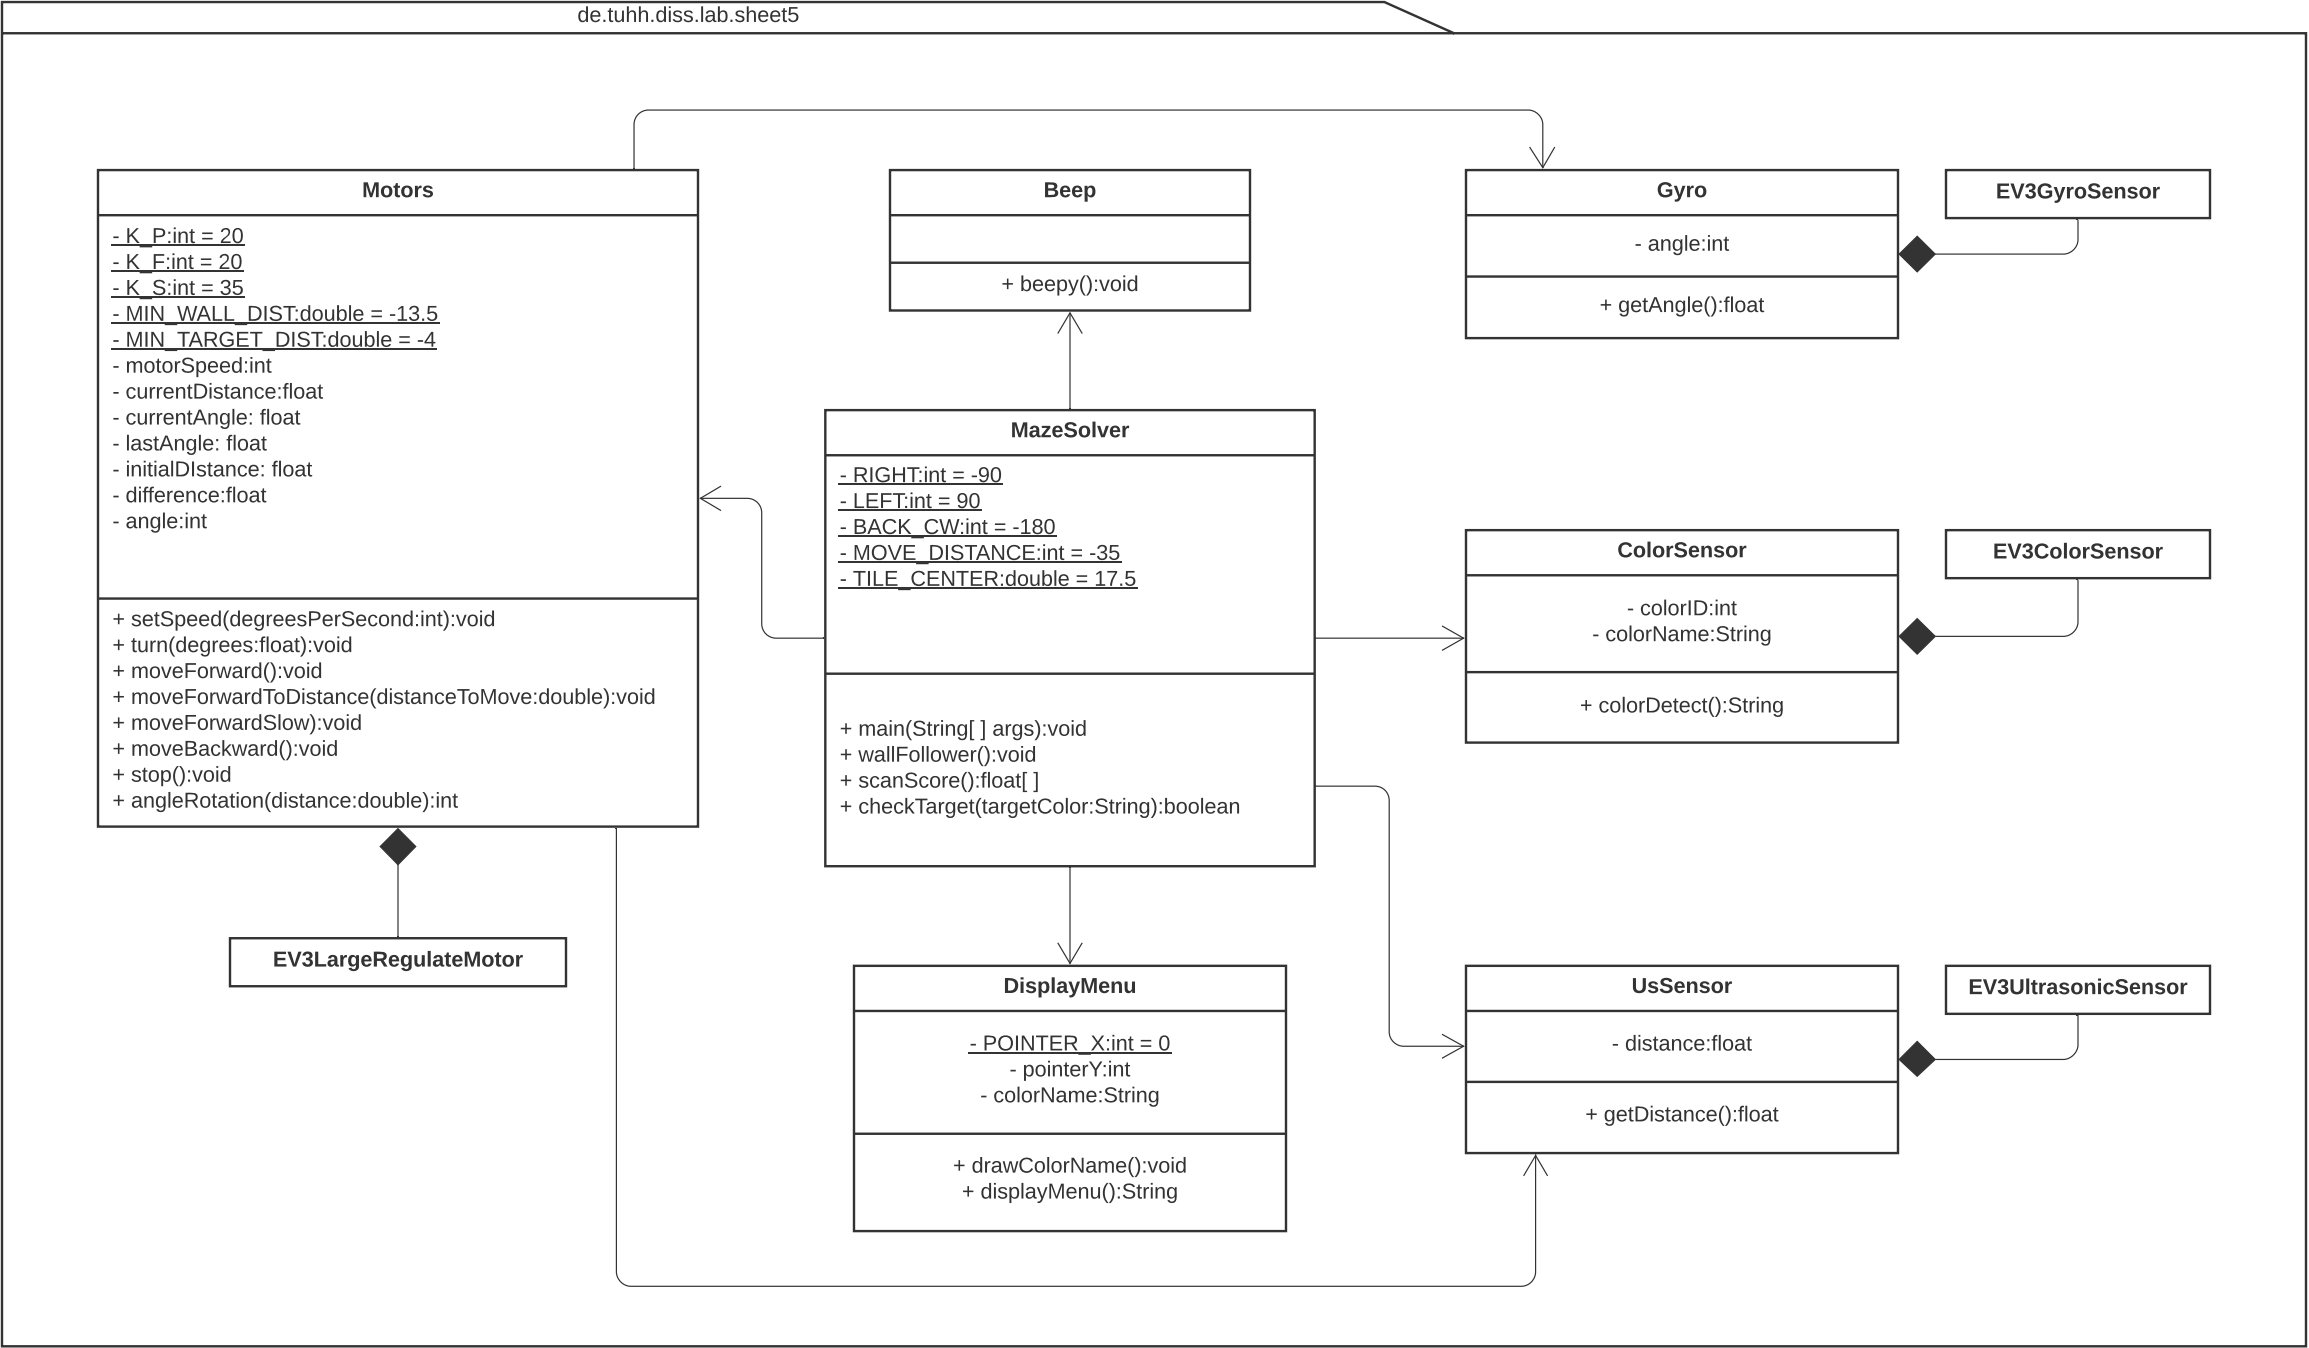 de.tuhh.diss.lab.sheet5
Motors
- K_P:int = 20
- K_F:int = 20
- K_S:int = 35
- MIN_WALL_DIST:double = -13.5
- MIN_TARGET_DIST:double = -4
- motorSpeed:int
- currentDistance:float
- currentAngle: float
- lastAngle: float
- initialDIstance: float
- difference:float
- angle:int
+ setSpeed(degreesPerSecond:int):void
+ turn(degrees:float):void
+ moveForward():void
+ moveForwardToDistance(distanceToMove:double):void
+ moveForwardSlow):void
+ moveBackward():void
+ stop():void
+ angleRotation(distance:double):int
EV3LargeRegulateMotor
Beep
+ beepy():void
MazeSolver
- RIGHT:int = -90
- LEFT:int = 90
- BACK_CW:int = -180
- MOVE_DISTANCE:int = -35
- TILE_CENTER:double = 17.5
+ main(String[ ] args):void
+ wallFollower():void
+ scanScore():float[ ]
+ checkTarget(targetColor:String):boolean
DisplayMenu
- POINTER_X:int = 0
- pointerY:int
- colorName:String
+ drawColorName():void
+ displayMenu():String
Gyro
- angle:int
+ getAngle():float
EV3GyroSensor
ColorSensor
- colorID:int
- colorName:String
+ colorDetect():String
EV3ColorSensor
UsSensor
- distance:float
+ getDistance():float
EV3UltrasonicSensor